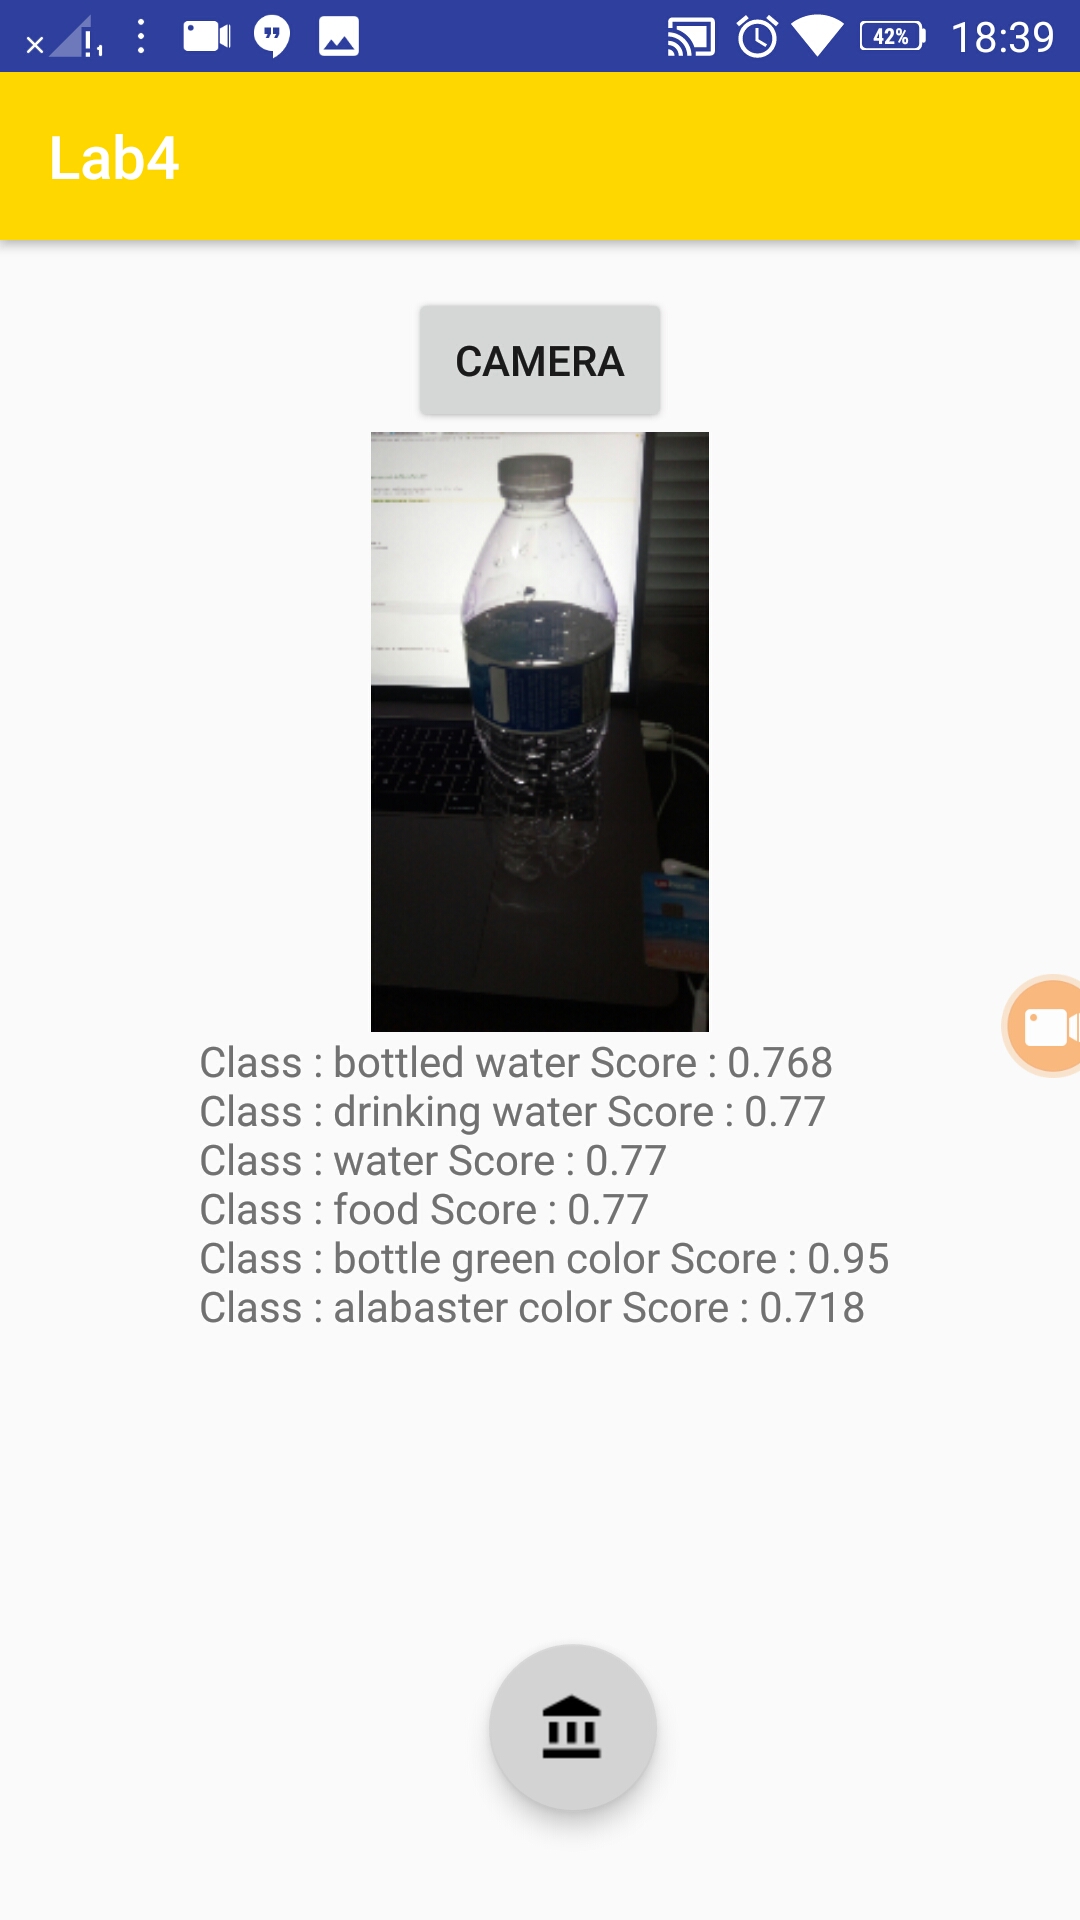 42% 18:39
Lab4
CAMERA
Class : bottled water Score : 0.768
Class : drinking water Score : 0.77
Class : water Score : 0.77
Class : food Score : 0.77
Class : bottle green color Score : 0.95
Class : alabaster color Score : 0.718